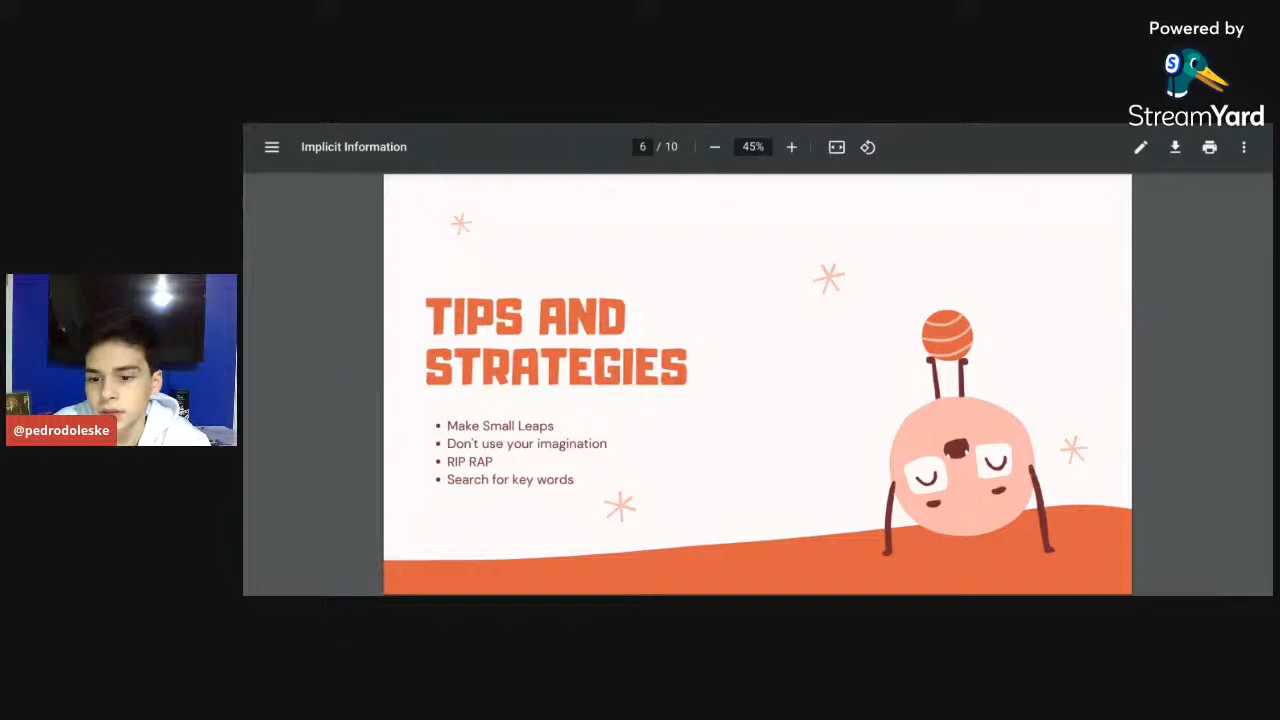 Powered by
StreamYard
Implicit Information
6 / 10
45%
TIPS AND
STRATEGIES
• Make Small Leaps
• Don't use your imagination
• RIP RAP
• Search for key words
@pedrodoleske